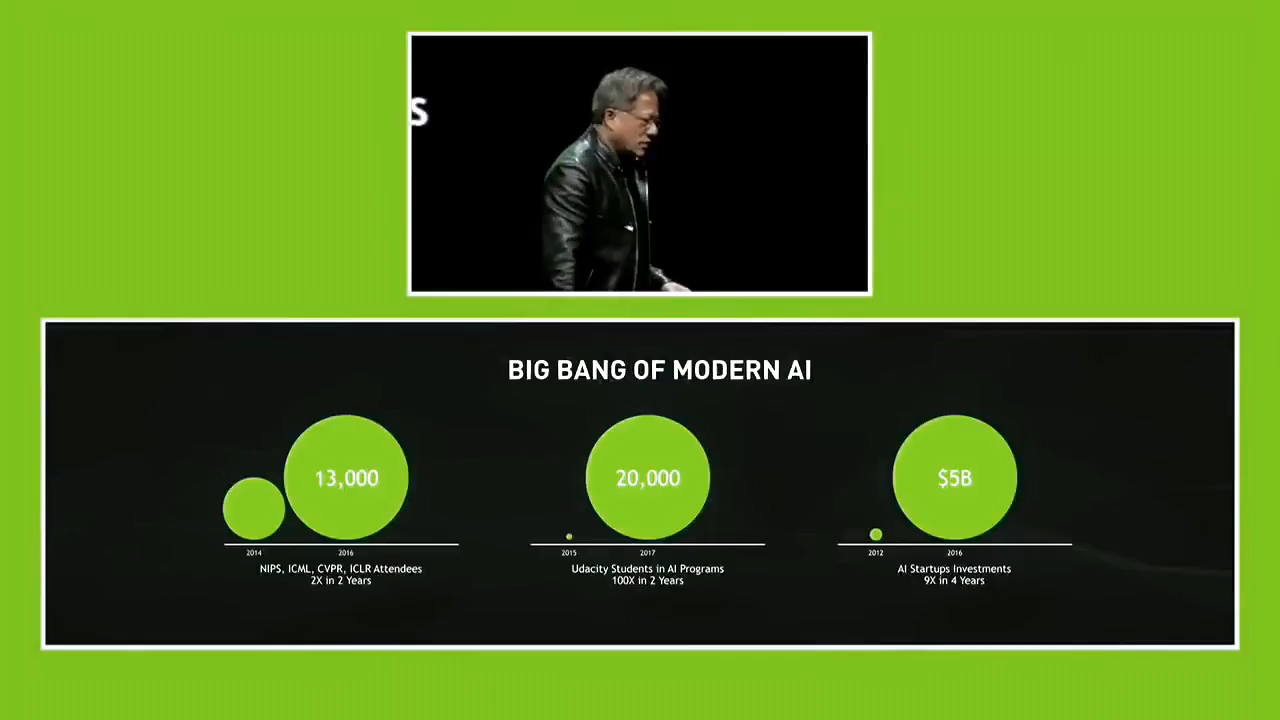 S
BIG BANG OF MODERN AI
13,000
20,000
$5B
2014
2016
2015
2017
2012
2016
NIPS, ICML, CVPR, ICLR Attendees
2X in 2 Years
Udacity Students in AI Programs
100X in 2 Years
AI Startups Investments
9X in 4 Years